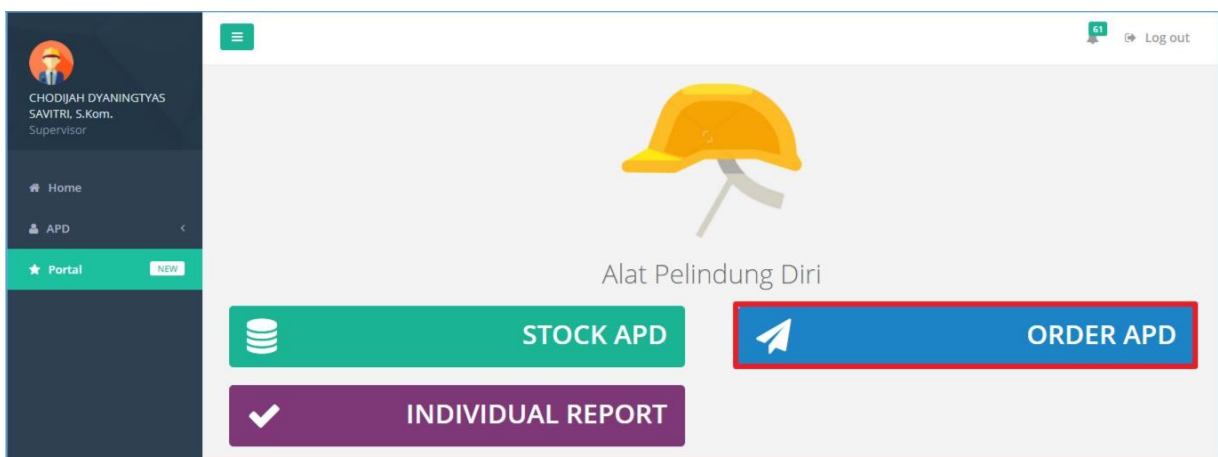 61
Log out
CHODIJAH DYANINGTYAS
SAVITRI, S.Kom.
Supervisor
Home
APD
Portal NEW
Alat Pelindung Diri
STOCK APD
ORDER APD
INDIVIDUAL REPORT